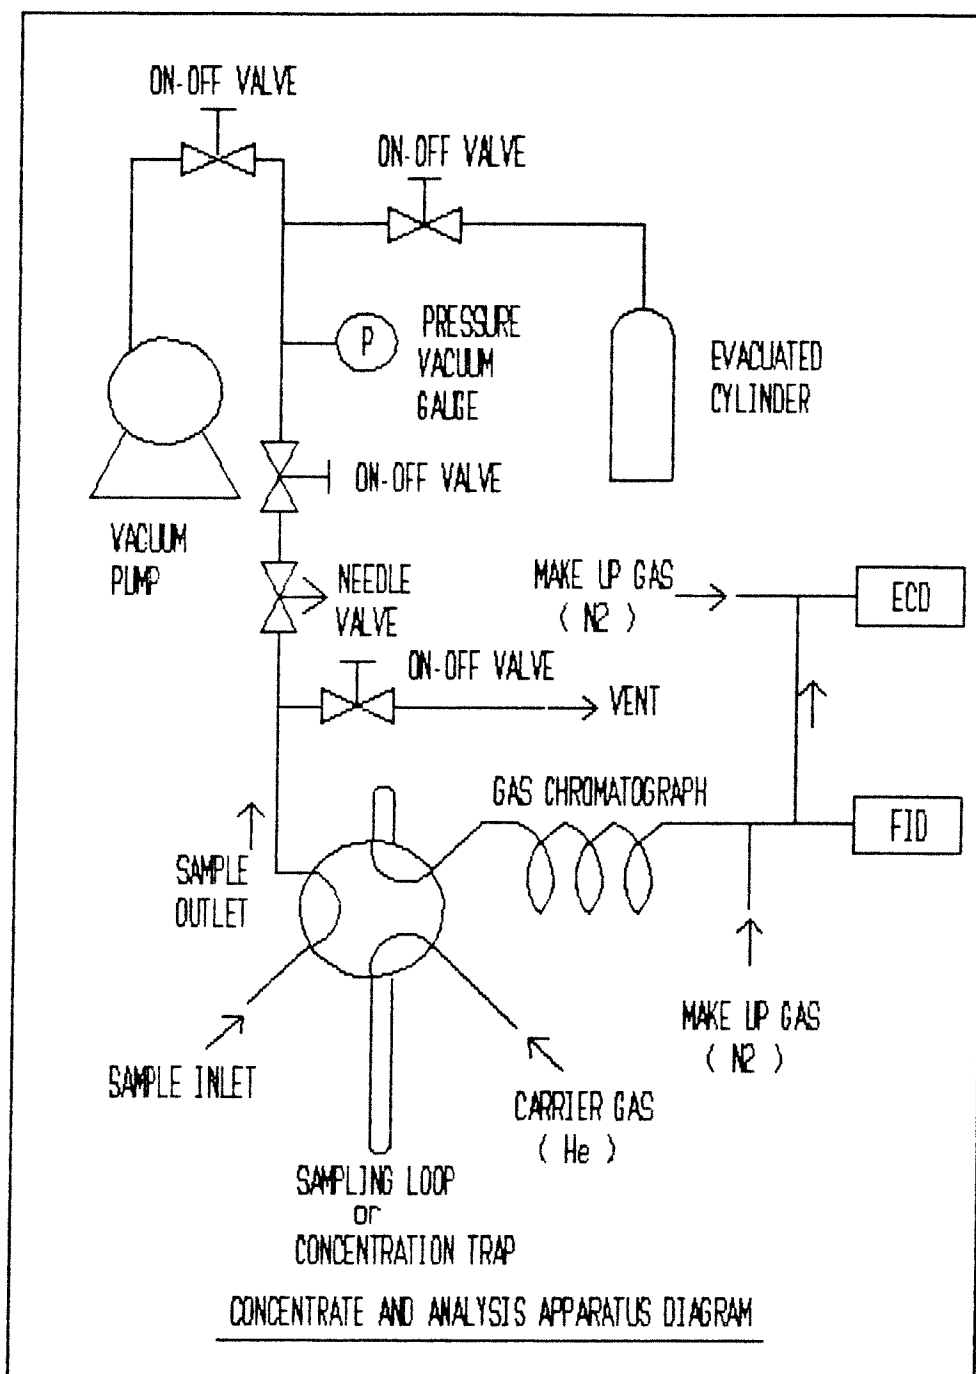 ON-OFF VALVE
ON-OFF VALVE
P
PRESSURE
VACUUM
GAUGE
EVACUATED
CYLINDER
ON-OFF VALVE
VACUUM
PUMP
NEEDLE
VALVE
MAKE UP GAS
( N2 )
ECD
ON-OFF VALVE
VENT
GAS CHROMATOGRAPH
FID
SAMPLE
OUTLET
MAKE UP GAS
( N2 )
SAMPLE INLET
CARRIER GAS
( He )
SAMPLING LOOP
or
CONCENTRATION TRAP
CONCENTRATE AND ANALYSIS APPARATUS DIAGRAM